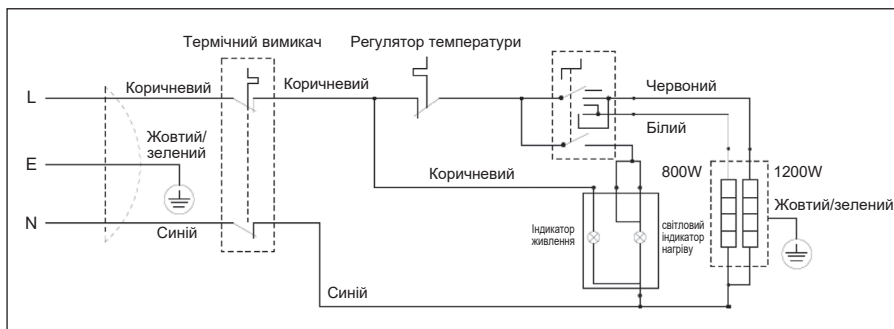 Термічний вимикач
Регулятор температури
L
Коричневий
Коричневий
Червоний
Білий
E
Жовтий/
зелений
Коричневий
800W
1200W
N
Синій
Жовтий/зелений
Індикатор
живлення
світловий
індикатор
нагріву
Синій